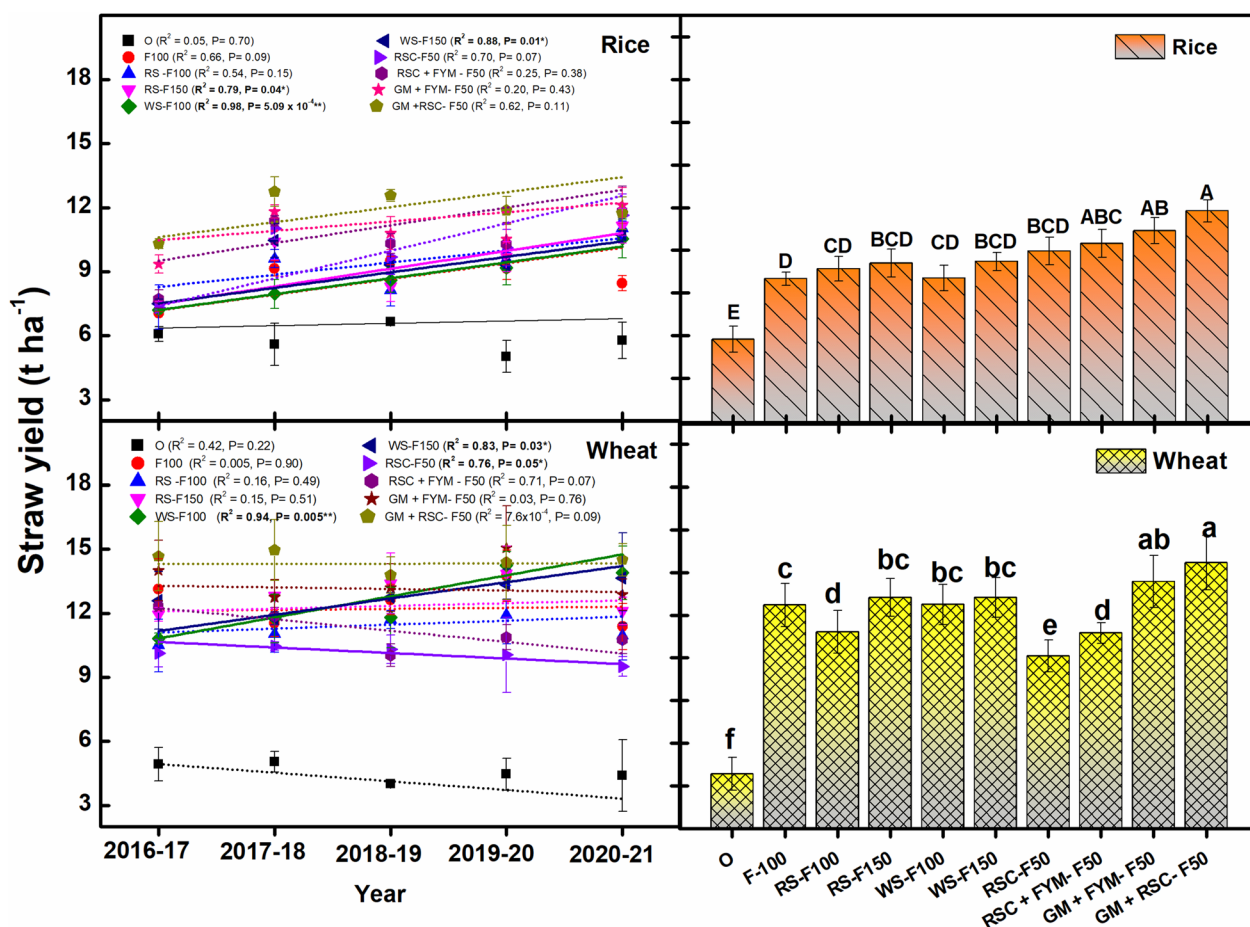 Straw yield (t ha⁻¹)
Rice
O (R² = 0.05, P= 0.70)
F100 (R² = 0.66, P= 0.09)
RS -F100 (R² = 0.54, P= 0.15)
RS-F150 (R² = 0.79, P= 0.04*)
WS-F100 (R² = 0.98, P= 5.09 x 10⁻⁴**)
WS-F150 (R² = 0.88, P= 0.01*)
RSC-F50 (R² = 0.70, P= 0.07)
RSC + FYM - F50 (R² = 0.25, P= 0.38)
GM + FYM- F50 (R² = 0.20, P= 0.43)
GM +RSC- F50 (R² = 0.62, P= 0.11)
18
15
12
9
6
3
Rice
E
D
CD
BCD
CD
BCD
BCD
ABC
AB
A
Wheat
O (R² = 0.42, P= 0.22)
F100 (R² = 0.005, P= 0.90)
RS -F100 (R² = 0.16, P= 0.49)
RS-F150 (R² = 0.15, P= 0.51)
WS-F100 (R² = 0.94, P= 0.005**)
WS-F150 (R² = 0.83, P= 0.03*)
RSC-F50 (R² = 0.76, P= 0.05*)
RSC + FYM - F50 (R² = 0.71, P= 0.07)
GM + FYM- F50 (R² = 0.03, P= 0.76)
GM + RSC- F50 (R² = 7.6x10⁻⁴, P= 0.09)
18
15
12
9
6
3
2016-17
2017-18
2018-19
2019-20
2020-21
Year
Wheat
f
c
d
bc
bc
bc
e
d
ab
a
O
F-100
RS-F100
RS-F150
WS-F100
WS-F150
RSC-F50
RSC + FYM- F50
GM + FYM- F50
GM + RSC- F50